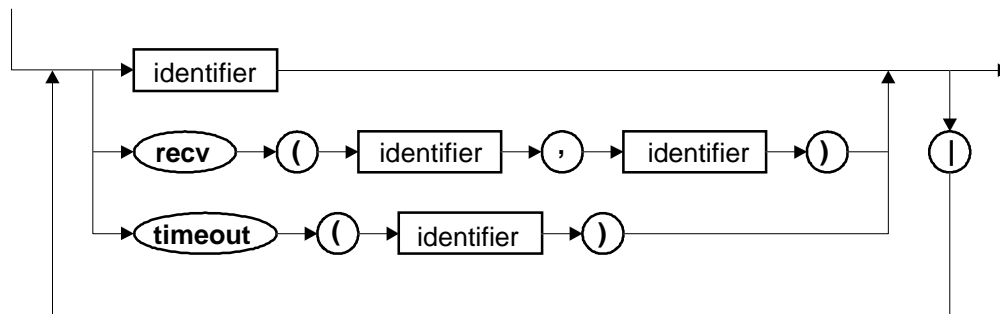 identifier
recv ( identifier , identifier ) |
timeout ( identifier )